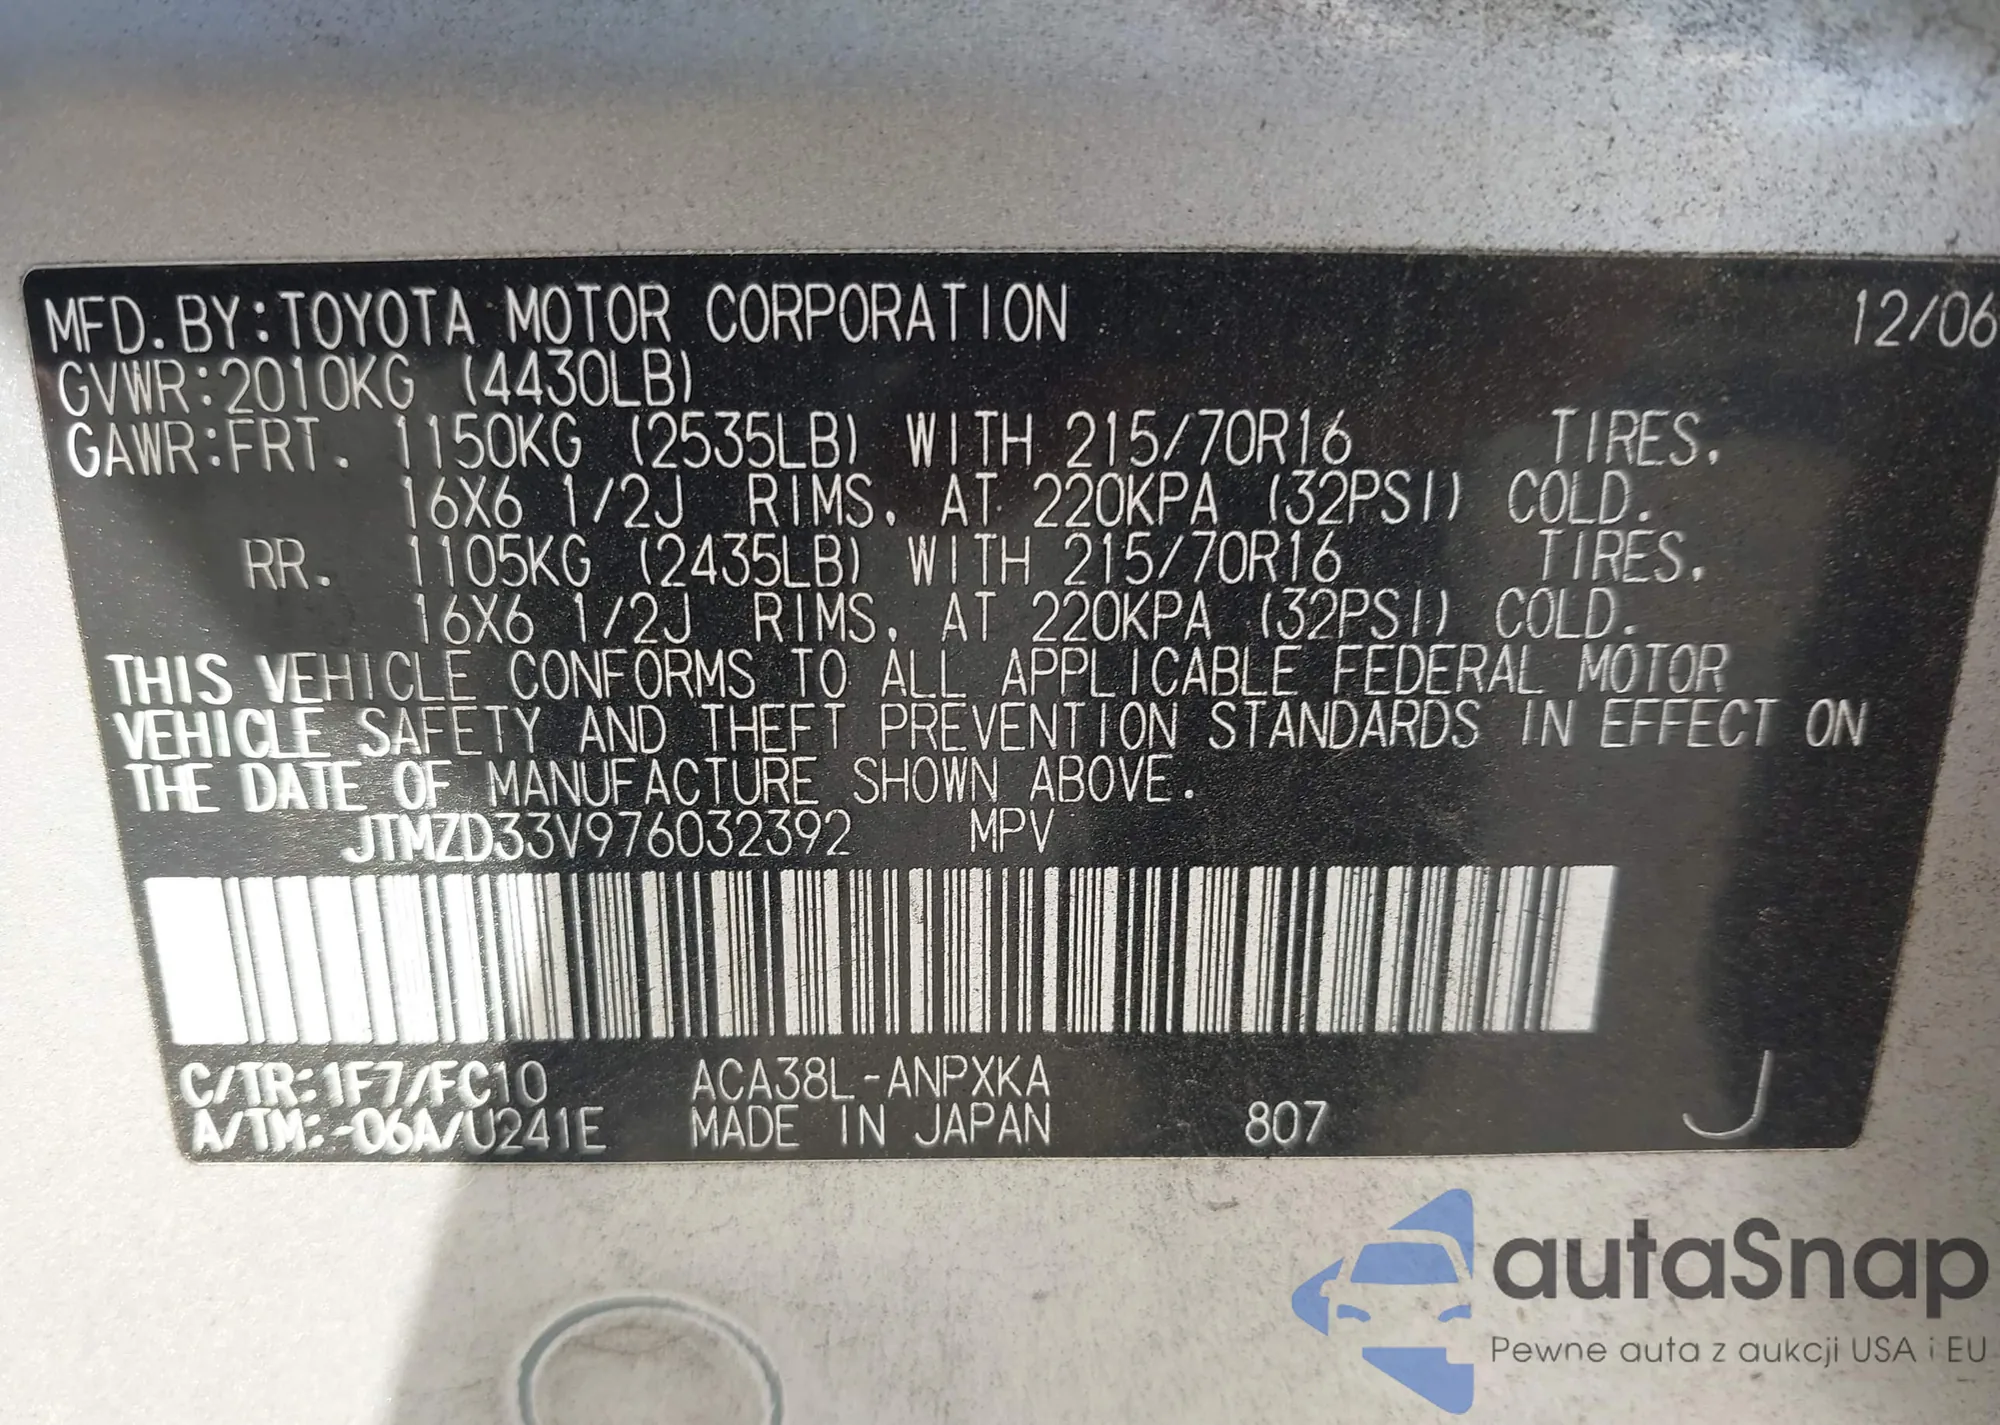 MFD. BY: TOYOTA MOTOR CORPORATION 12/06
GVWR: 2010KG (4430LB)
GAWR: FRT. 1150KG (2535LB) WITH 215/70R16 TIRES.
16X6 1/2J RIMS. AT 220KPA (32PSI) COLD.
RR. 1105KG (2435LB) WITH 215/70R16 TIRES.
16X6 1/2J RIMS. AT 220KPA (32PSI) COLD.
THIS VEHICLE CONFORMS TO ALL APPLICABLE FEDERAL MOTOR
VEHICLE SAFETY AND THEFT PREVENTION STANDARDS IN EFFECT ON
THE DATE OF MANUFACTURE SHOWN ABOVE.
JTMZD33V976032392 MPV
C/TR: 1F7/FC10 ACA38L-ANPXKA J
A/TM: -06A/U241E MADE IN JAPAN 807
autaSnap
Pewne auta z aukcji USA i EU